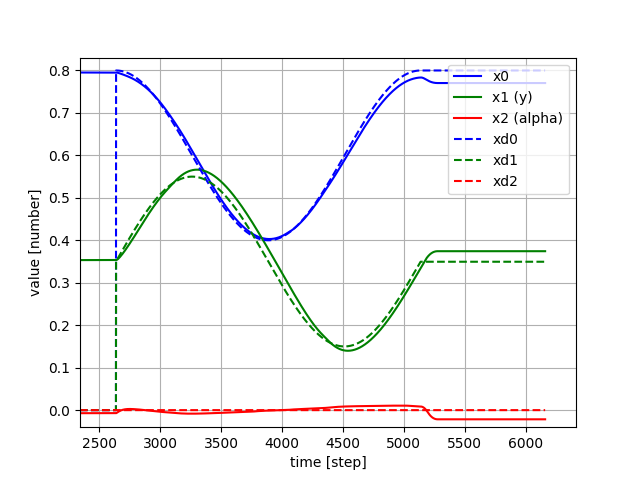 0.8
0.7
0.6
0.5
0.4
0.3
0.2
0.1
0.0
value [number]
2500 3000 3500 4000 4500 5000 5500 6000
time [step]
x0
x1 (y)
x2 (alpha)
xd0
xd1
xd2